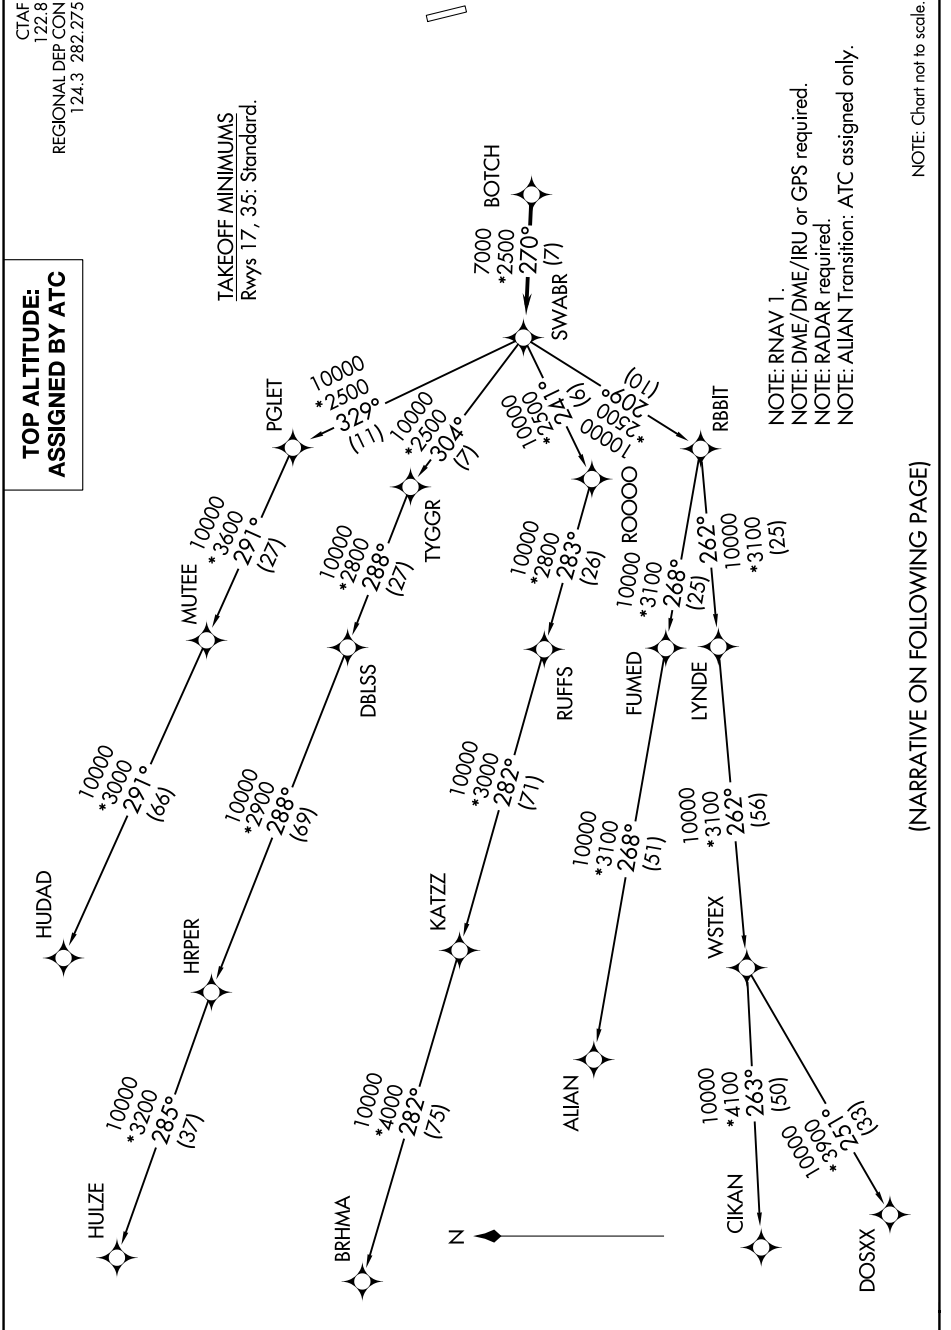 CTAF
122.8
REGIONAL DEP CON
124.3 282.275
TOP ALTITUDE:
ASSIGNED BY ATC
TAKEOFF MINIMUMS
Rwys 17, 35: Standard.
BOTCH
7000
*2500
270°
(7)
SWABR
PGLET
10000
*2500
329°
(11)
10000
*2500
304°
(7)
TYGGR
10000
*2500
241°
(6)
ROOOO
10000
*2500
209°
(10)
RBBIT
MUTEE
10000
*3600
291°
(27)
HUDAD
10000
*3000
291°
(66)
10000
*2800
288°
(27)
DBLSS
10000
*2900
288°
(69)
HRPER
10000
*3200
285°
(37)
HULZE
10000
*2800
283°
(26)
RUFFS
10000
*3000
282°
(71)
KATZZ
10000
*4000
282°
(75)
BRHMA
10000
*3100
268°
(25)
FUMED
10000
*3100
268°
(51)
ALIAN
262°
10000
*3100
(25)
LYNDE
10000
*3100
262°
(56)
WSTEX
10000
*4100
263°
(50)
CIKAN
10000
*3900
251°
(33)
DOSXX
N
NOTE: RNAV 1.
NOTE: DME/DME/IRU or GPS required.
NOTE: RADAR required.
NOTE: ALIAN Transition: ATC assigned only.
(NARRATIVE ON FOLLOWING PAGE)
NOTE: Chart not to scale.